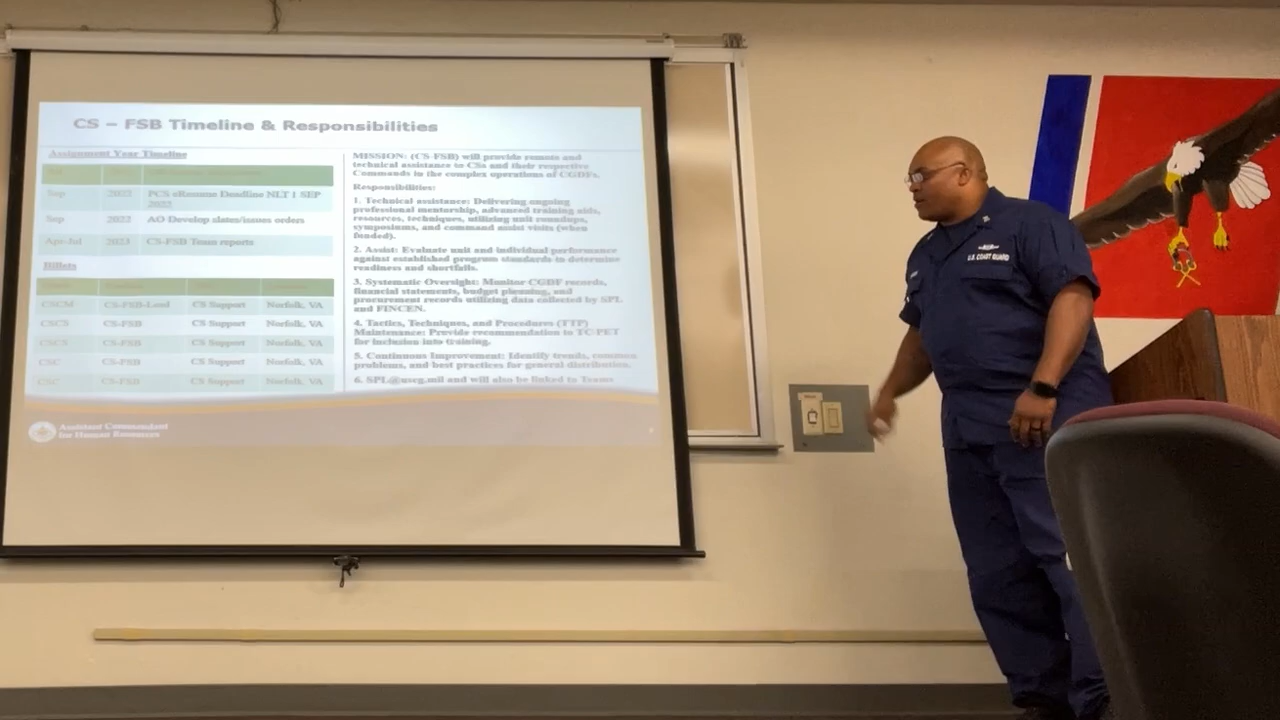 CS – FSB Timeline & Responsibilities
Assignment Year Timeline
Sep 2022 PCS eResume Deadline NLT 1 SEP
2022
Sep 2022 AO Develop slates/issues orders
Apr-Jul 2023 CS-FSB Team reports
Billets
CSCM CS-FSB-Lead CS Support Norfolk, VA
CSCS CS-FSB CS Support Norfolk, VA
CSCS CS-FSB CS Support Norfolk, VA
CSC CS-FSB CS Support Norfolk, VA
CSC CS-FSB CS Support Norfolk, VA
MISSION: (CS-FSB) will provide remote and
technical assistance to CSs and their respective
Commands in the complex operations of CGDFs.
Responsibilities:
1. Technical assistance: Delivering ongoing
professional mentorship, advanced training aids,
resources, techniques, utilizing unit roundups,
symposiums, and command assist visits (when
funded).
2. Assist: Evaluate unit and individual performance
against established program standards to determine
readiness and shortfalls.
3. Systematic Oversight: Monitor CGDF records,
financial statements, budget planning, and
procurement records utilizing data collected by SPL
and FINCEN.
4. Tactics, Techniques, and Procedures (TTP)
Maintenance: Provide recommendation to TC-PET
for inclusion into training.
5. Continuous Improvement: Identify trends, common
problems, and best practices for general distribution.
6. SPL@uscg.mil and will also be linked to Teams
Assistant Commandant
for Human Resources
U.S. COAST GUARD